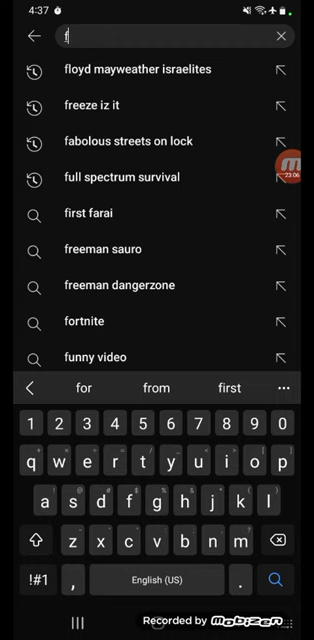 4:37
f
floyd mayweather israelites
freeze iz it
fabolous streets on lock
full spectrum survival
23:06
first farai
freeman sauro
freeman dangerzone
fortnite
funny video
for from first
1 2 3 4 5 6 7 8 9 0
q w e r t y u i o p
a s d f g h j k l
z x c v b n m
!#1 , English (US) .
Recorded by mobizen